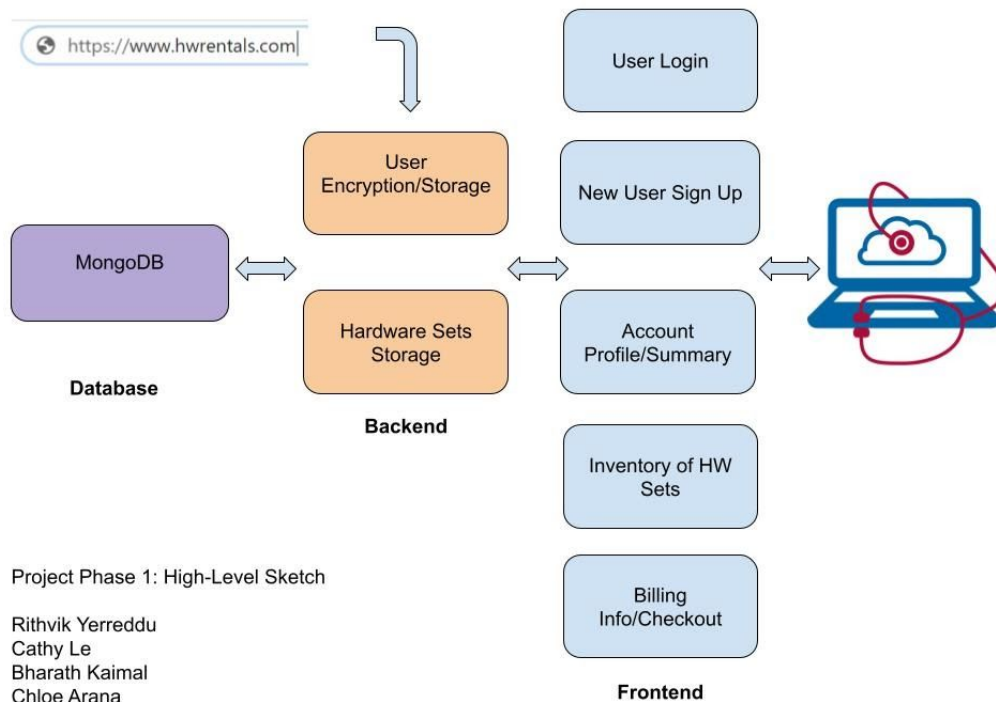 https://www.hwrentals.com
User Login
User
Encryption/Storage
New User Sign Up
MongoDB
Hardware Sets
Storage
Account
Profile/Summary
Database
Backend
Inventory of HW
Sets
Billing
Info/Checkout
Frontend
Project Phase 1: High-Level Sketch
Rithvik Yerreddu
Cathy Le
Bharath Kaimal
Chloe Arana